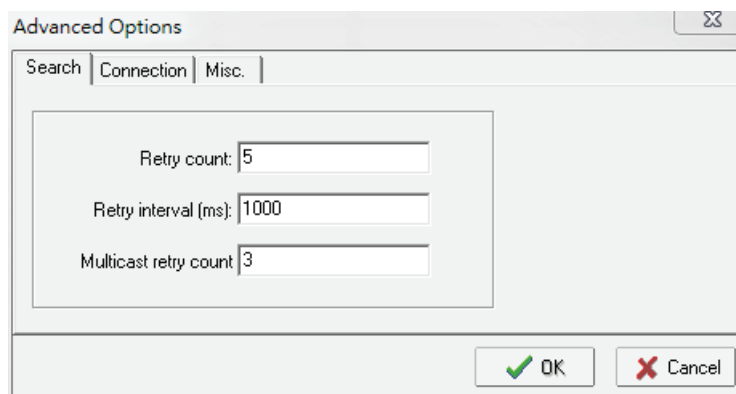 Advanced Options
Search Connection Misc.
Retry count: 5
Retry interval (ms): 1000
Multicast retry count 3
OK Cancel